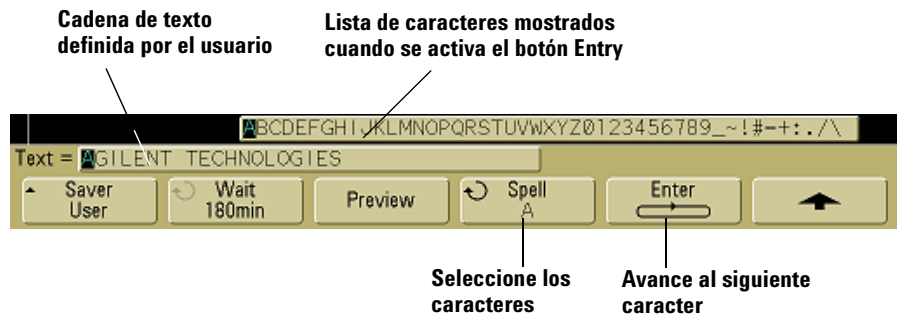 Cadena de texto
definida por el usuario
Lista de caracteres mostrados
cuando se activa el botón Entry
ABCDEFGHIJKLMNOPQRSTUVWXYZ0123456789_~!#-+:./\
Text = AGILENT TECHNOLOGIES
Saver
User
Wait
180min
Preview
Spell
A
Enter
Seleccione los
caracteres
Avance al siguiente
caracter